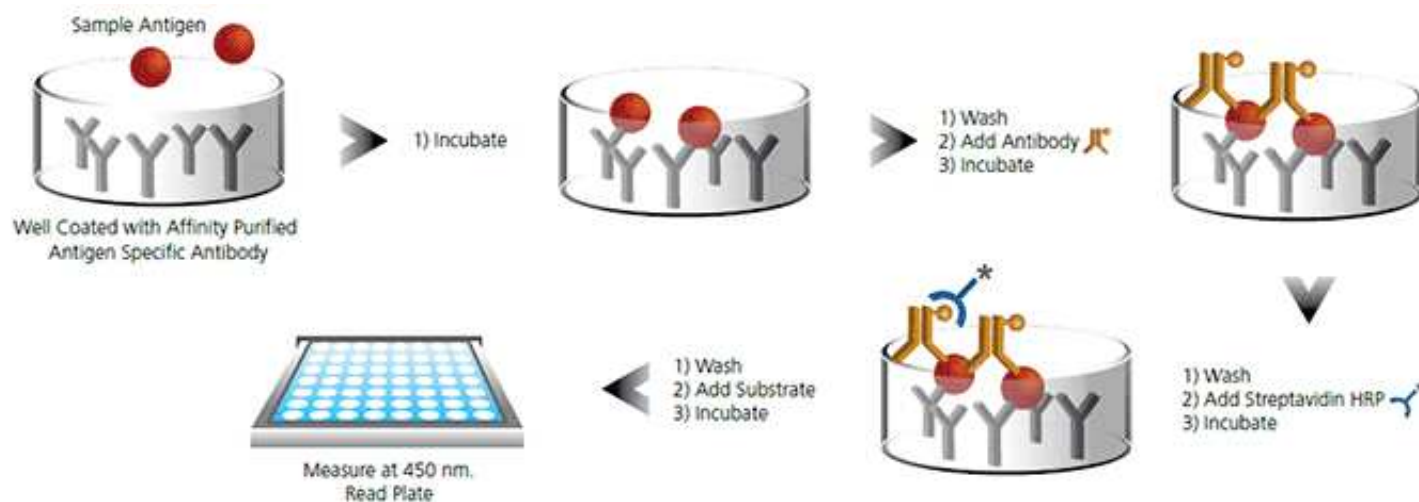 Sample Antigen
Well Coated with Affinity Purified
Antigen Specific Antibody
1) Incubate
1) Wash
2) Add Antibody
3) Incubate
1) Wash
2) Add Streptavidin HRP
3) Incubate
*
1) Wash
2) Add Substrate
3) Incubate
Measure at 450 nm.
Read Plate